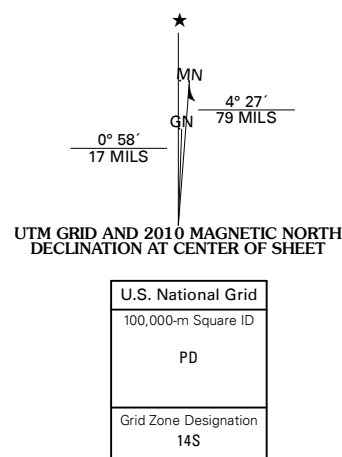 ★
MN
4° 27´
79 MILS
GN
0° 58´
17 MILS
UTM GRID AND 2010 MAGNETIC NORTH
DECLINATION AT CENTER OF SHEET
U.S. National Grid
100,000-m Square ID
PD
Grid Zone Designation
14S